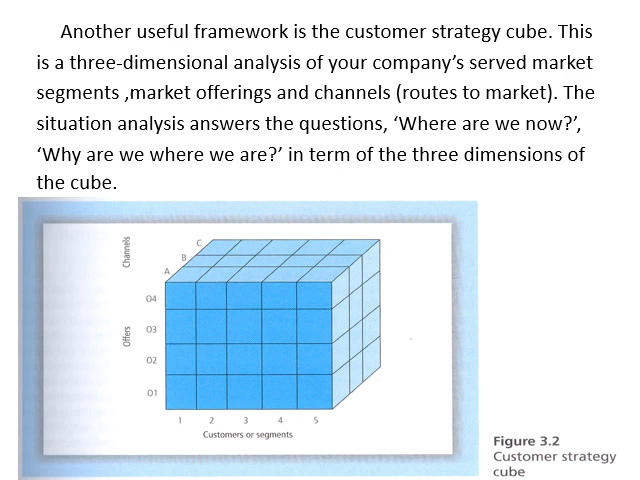 Another useful framework is the customer strategy cube. This
is a three-dimensional analysis of your company’s served market
segments ,market offerings and channels (routes to market). The
situation analysis answers the questions, ‘Where are we now?’,
‘Why are we where we are?’ in term of the three dimensions of
the cube.
Channels
C
B
A
Offers
O4
O3
O2
O1
1 2 3 4 5
Customers or segments
Figure 3.2
Customer strategy
cube